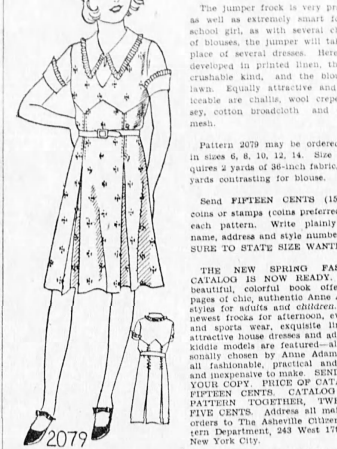 The jumper frock is very pr
as well as extremely smart f
school girl, as with several c
of blouses, the jumper will ta
place of several dresses. Here
developed in printed linen, th
crushable kind, and the blou
lawn. Equally attractive and
iceable are challis, wool crepe
sey, cotton broadcloth and
mesh.
Pattern 2079 may be ordered
in sizes 6, 8, 10, 12, 14. Size
quires 2 yards of 36-inch fabric
yards contrasting for blouse.
Send FIFTEEN CENTS (15
coins or stamps (coins preferre
each pattern. Write plainly
name, address and style numbe
SURE TO STATE SIZE WANT
THE NEW SPRING FAS
CATALOG IS NOW READY.
beautiful, colorful book offe
pages of chic, authentic Anne A
styles for adults and children.
newest frocks for afternoon, ev
and sports wear, exquisite li
attractive house dresses and ad
kiddie models are featured—al
sonally chosen by Anne Adam
all fashionable, practical and
and inexpensive to make. SEND
YOUR COPY. PRICE OF CATA
FIFTEEN CENTS. CATALOG
PATTERN TOGETHER, TWE
FIVE CENTS. Address all mai
orders to The Asheville Citizen
tern Department, 243 West 17t
New York City.
2079